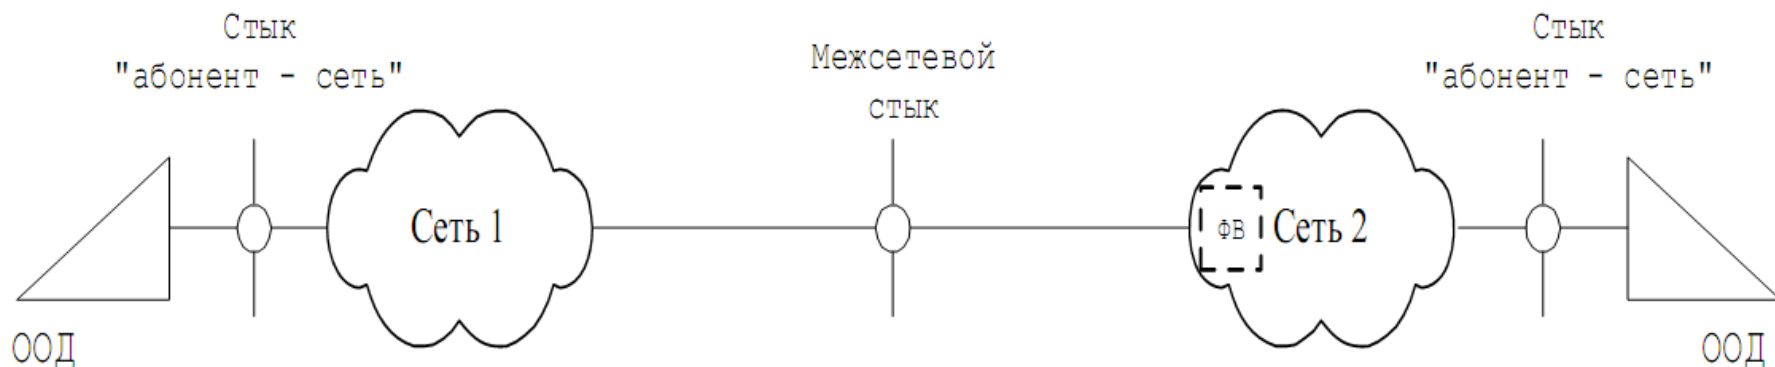 Стык
"абонент - сеть"
Межсетевой
стык
Стык
"абонент - сеть"
Сеть 1
ФВ
Сеть 2
ООД
ООД